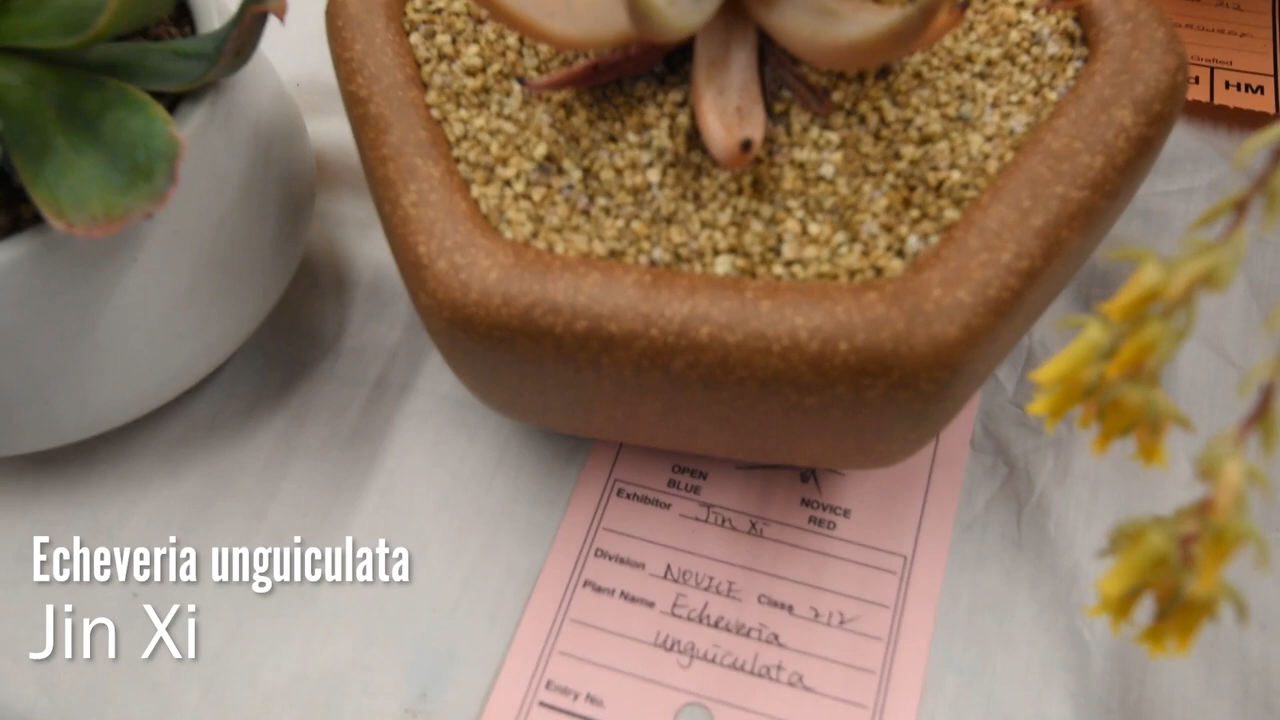 212
Grafted
HM
OPEN
BLUE
NOVICE
RED
Exhibitor Jin Xi
Division NOVICE Class 212
Plant Name Echeveria
unguiculata
Entry No.
Echeveria unguiculata
Jin Xi